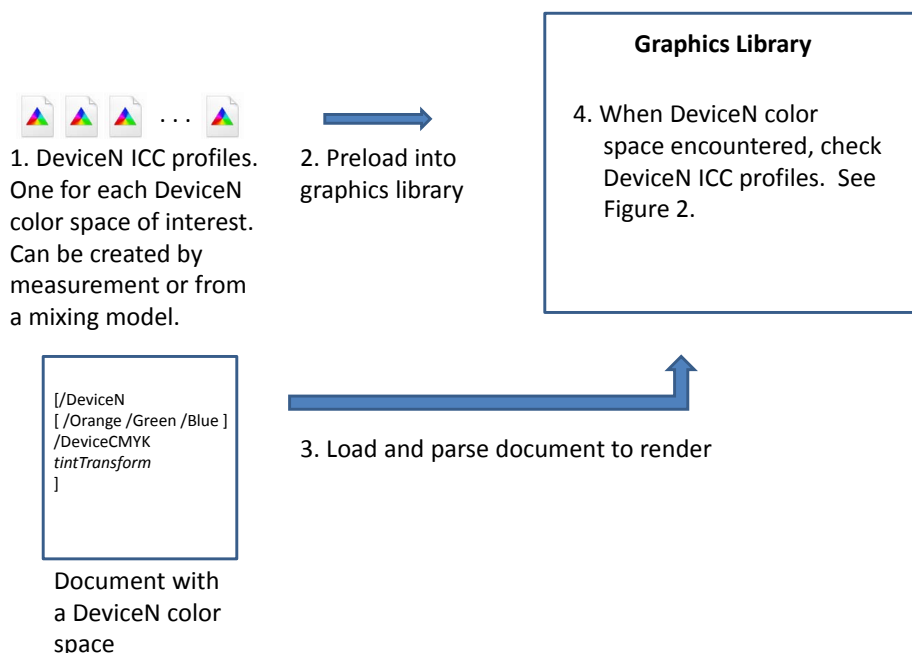 1. DeviceN ICC profiles.
One for each DeviceN
color space of interest.
Can be created by
measurement or from
a mixing model.
. . .
2. Preload into
graphics library
Graphics Library
4. When DeviceN color
space encountered, check
DeviceN ICC profiles. See
Figure 2.
[/DeviceN
[ /Orange /Green /Blue ]
/DeviceCMYK
tintTransform
]
3. Load and parse document to render
Document with
a DeviceN color
space